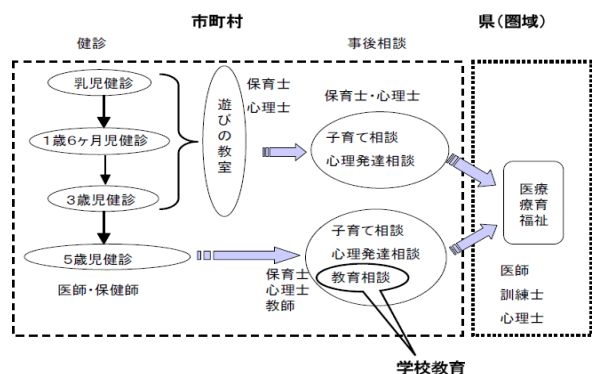 市町村
県(圏域)
健診
事後相談
乳児健診
1歳6ヶ月児健診
3歳児健診
5歳児健診
医師・保健師
遊びの教室
保育士
心理士
保育士・心理士
子育て相談
心理発達相談
子育て相談
心理発達相談
教育相談
保育士
心理士
教師
医療
療育
福祉
医師
訓練士
心理士
学校教育